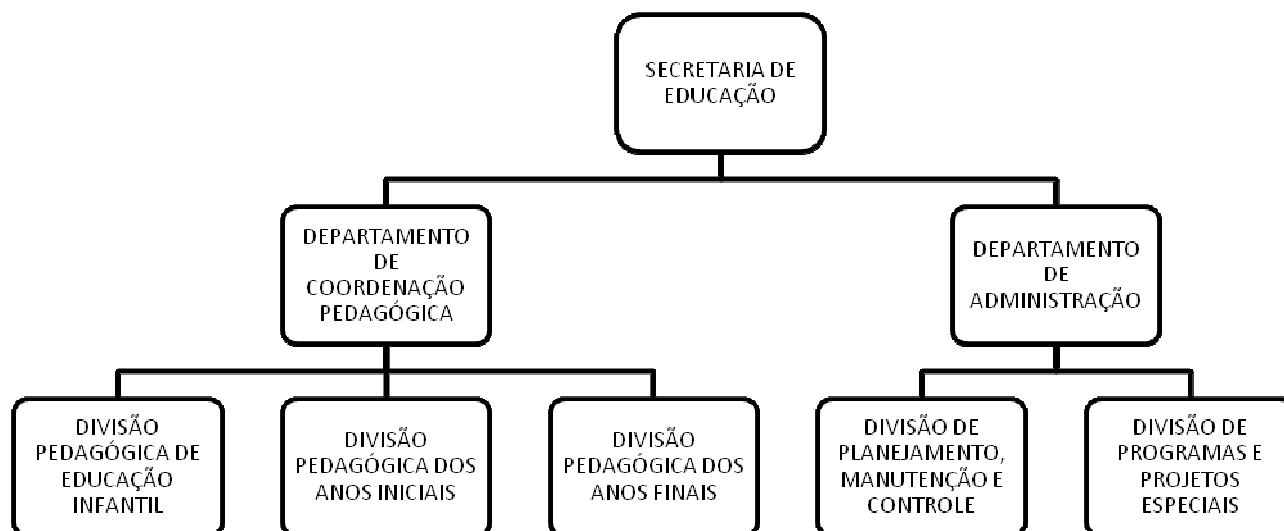 SECRETARIA DE
EDUCAÇÃO
DEPARTAMENTO
DE
COORDENAÇÃO
PEDAGÓGICA
DEPARTAMENTO
DE
ADMINISTRAÇÃO
DIVISÃO
PEDAGÓGICA DE
EDUCAÇÃO
INFANTIL
DIVISÃO
PEDAGÓGICA DOS
ANOS INICIAIS
DIVISÃO
PEDAGÓGICA DOS
ANOS FINAIS
DIVISÃO DE
PLANEJAMENTO,
MANUTENÇÃO E
CONTROLE
DIVISÃO DE
PROGRAMAS E
PROJETOS
ESPECIAIS